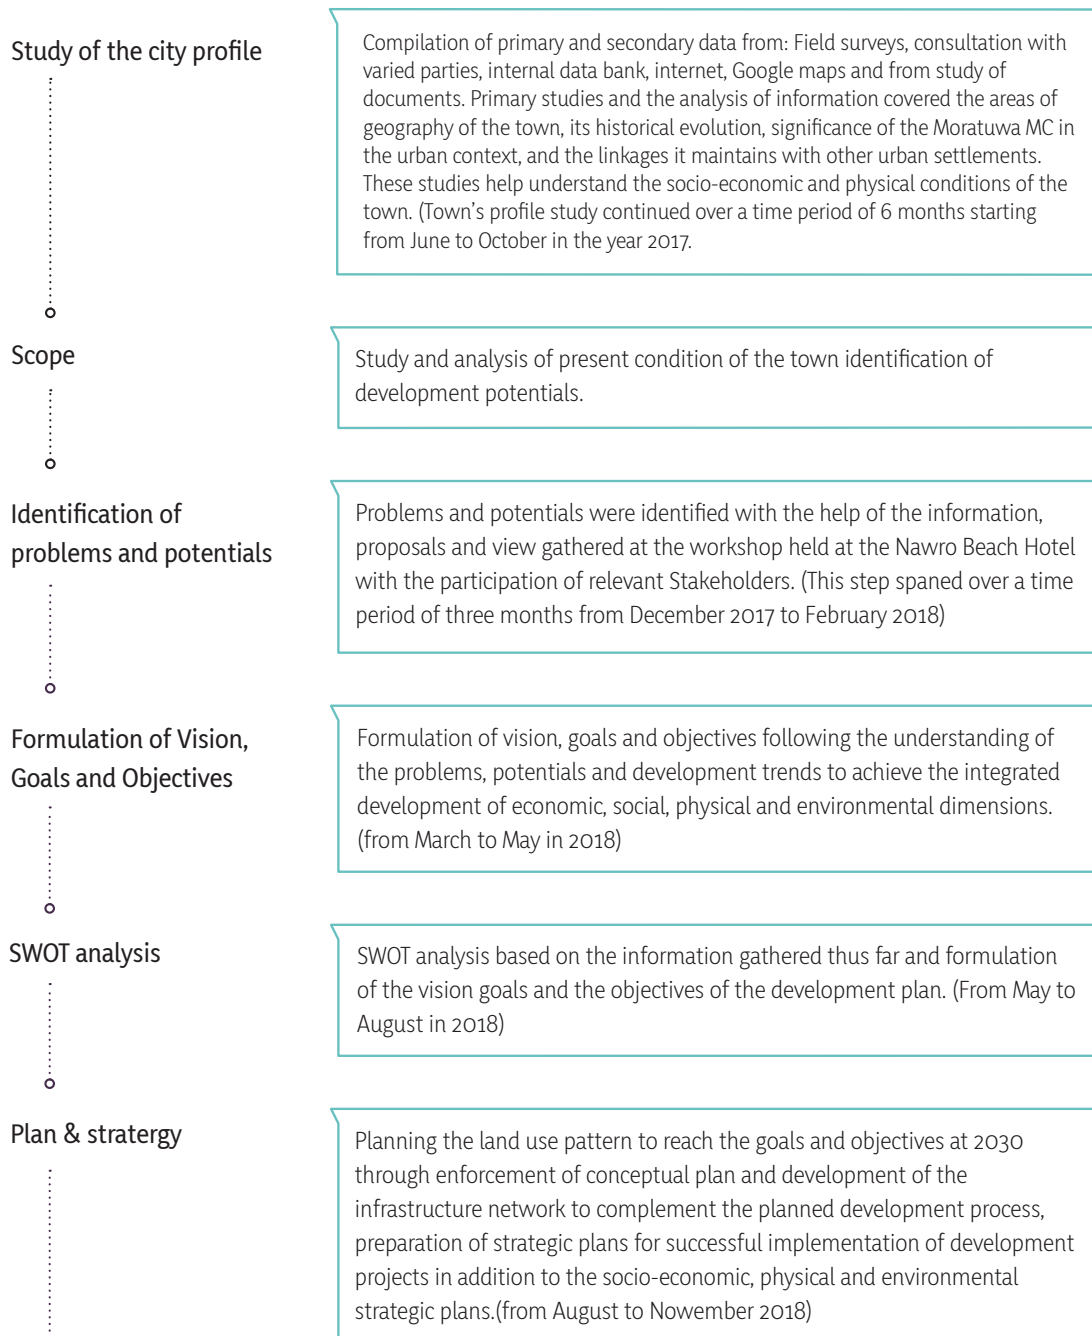 Study of the city profile
Compilation of primary and secondary data from: Field surveys, consultation with
varied parties, internal data bank, internet, Google maps and from study of
documents. Primary studies and the analysis of information covered the areas of
geography of the town, its historical evolution, significance of the Moratuwa MC in
the urban context, and the linkages it maintains with other urban settlements.
These studies help understand the socio-economic and physical conditions of the
town. (Town's profile study continued over a time period of 6 months starting
from June to October in the year 2017.
Scope
Study and analysis of present condition of the town identification of
development potentials.
Identification of
problems and potentials
Problems and potentials were identified with the help of the information,
proposals and view gathered at the workshop held at the Nawro Beach Hotel
with the participation of relevant Stakeholders. (This step spaned over a time
period of three months from December 2017 to February 2018)
Formulation of Vision,
Goals and Objectives
Formulation of vision, goals and objectives following the understanding of
the problems, potentials and development trends to achieve the integrated
development of economic, social, physical and environmental dimensions.
(from March to May in 2018)
SWOT analysis
SWOT analysis based on the information gathered thus far and formulation
of the vision goals and the objectives of the development plan. (From May to
August in 2018)
Plan & stratergy
Planning the land use pattern to reach the goals and objectives at 2030
through enforcement of conceptual plan and development of the
infrastructure network to complement the planned development process,
preparation of strategic plans for successful implementation of development
projects in addition to the socio-economic, physical and environmental
strategic plans.(from August to Nowember 2018)